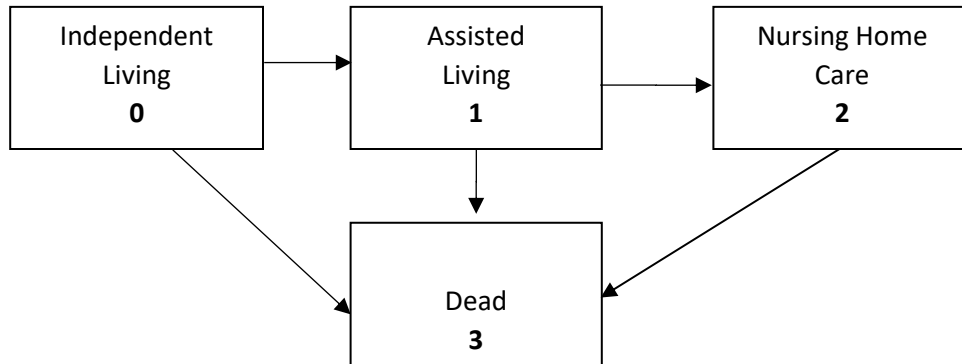 Independent
Living
0
Assisted
Living
1
Nursing Home
Care
2
Dead
3